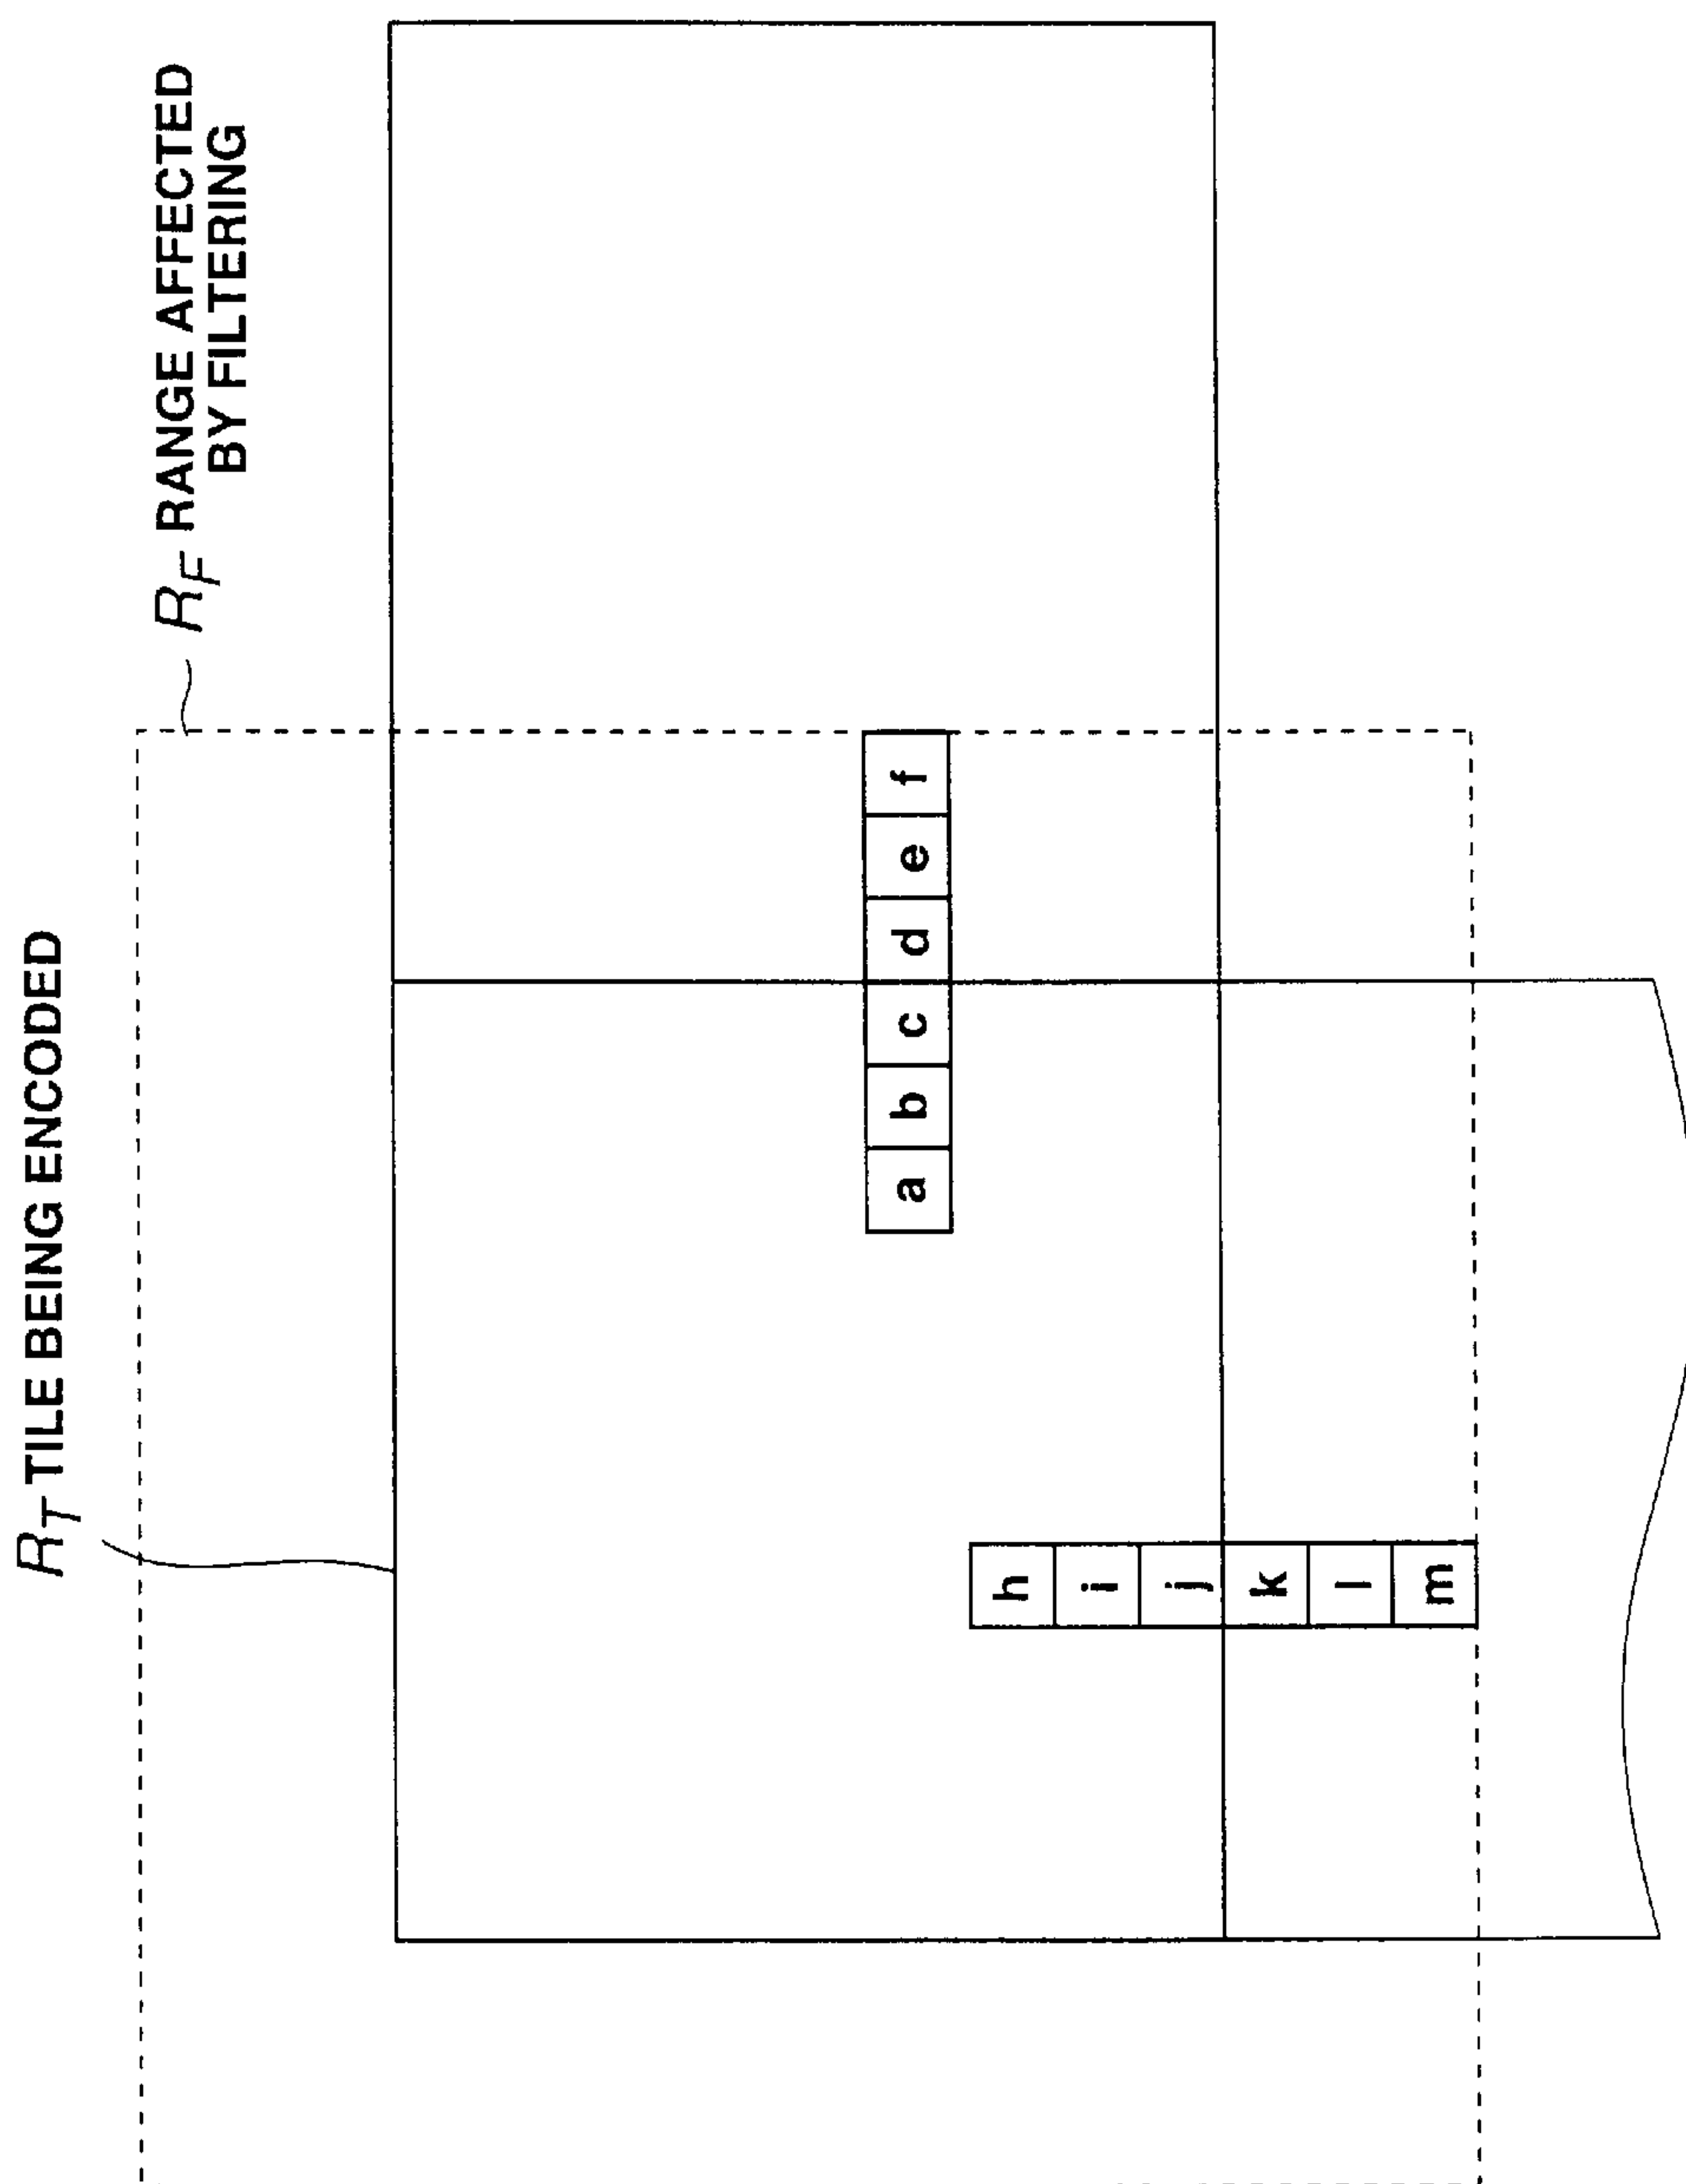 R_T TILE BEING ENCODED
R_F RANGE AFFECTED
BY FILTERING
a b c d e f
h
i
j
k
l
m